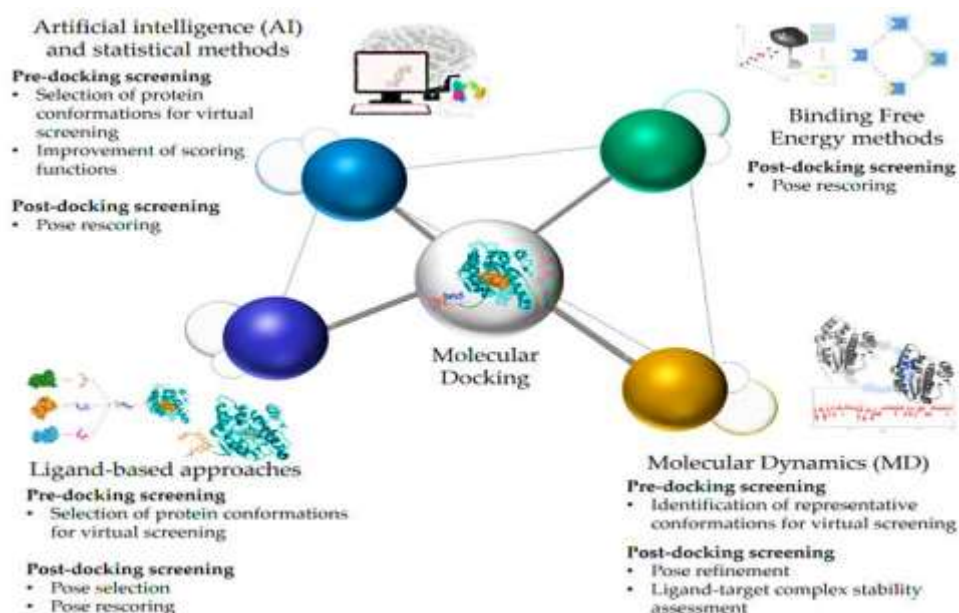 Artificial intelligence (AI)
and statistical methods
Pre-docking screening
• Selection of protein
conformations for virtual
screening
• Improvement of scoring
functions
Post-docking screening
• Pose rescoring
Binding Free
Energy methods
Post-docking screening
• Pose rescoring
Molecular
Docking
Ligand-based approaches
Pre-docking screening
• Selection of protein conformations
for virtual screening
Post-docking screening
• Pose selection
• Pose rescoring
Molecular Dynamics (MD)
Pre-docking screening
• Identification of representative
conformations for virtual screening
Post-docking screening
• Pose refinement
• Ligand-target complex stability
assessment